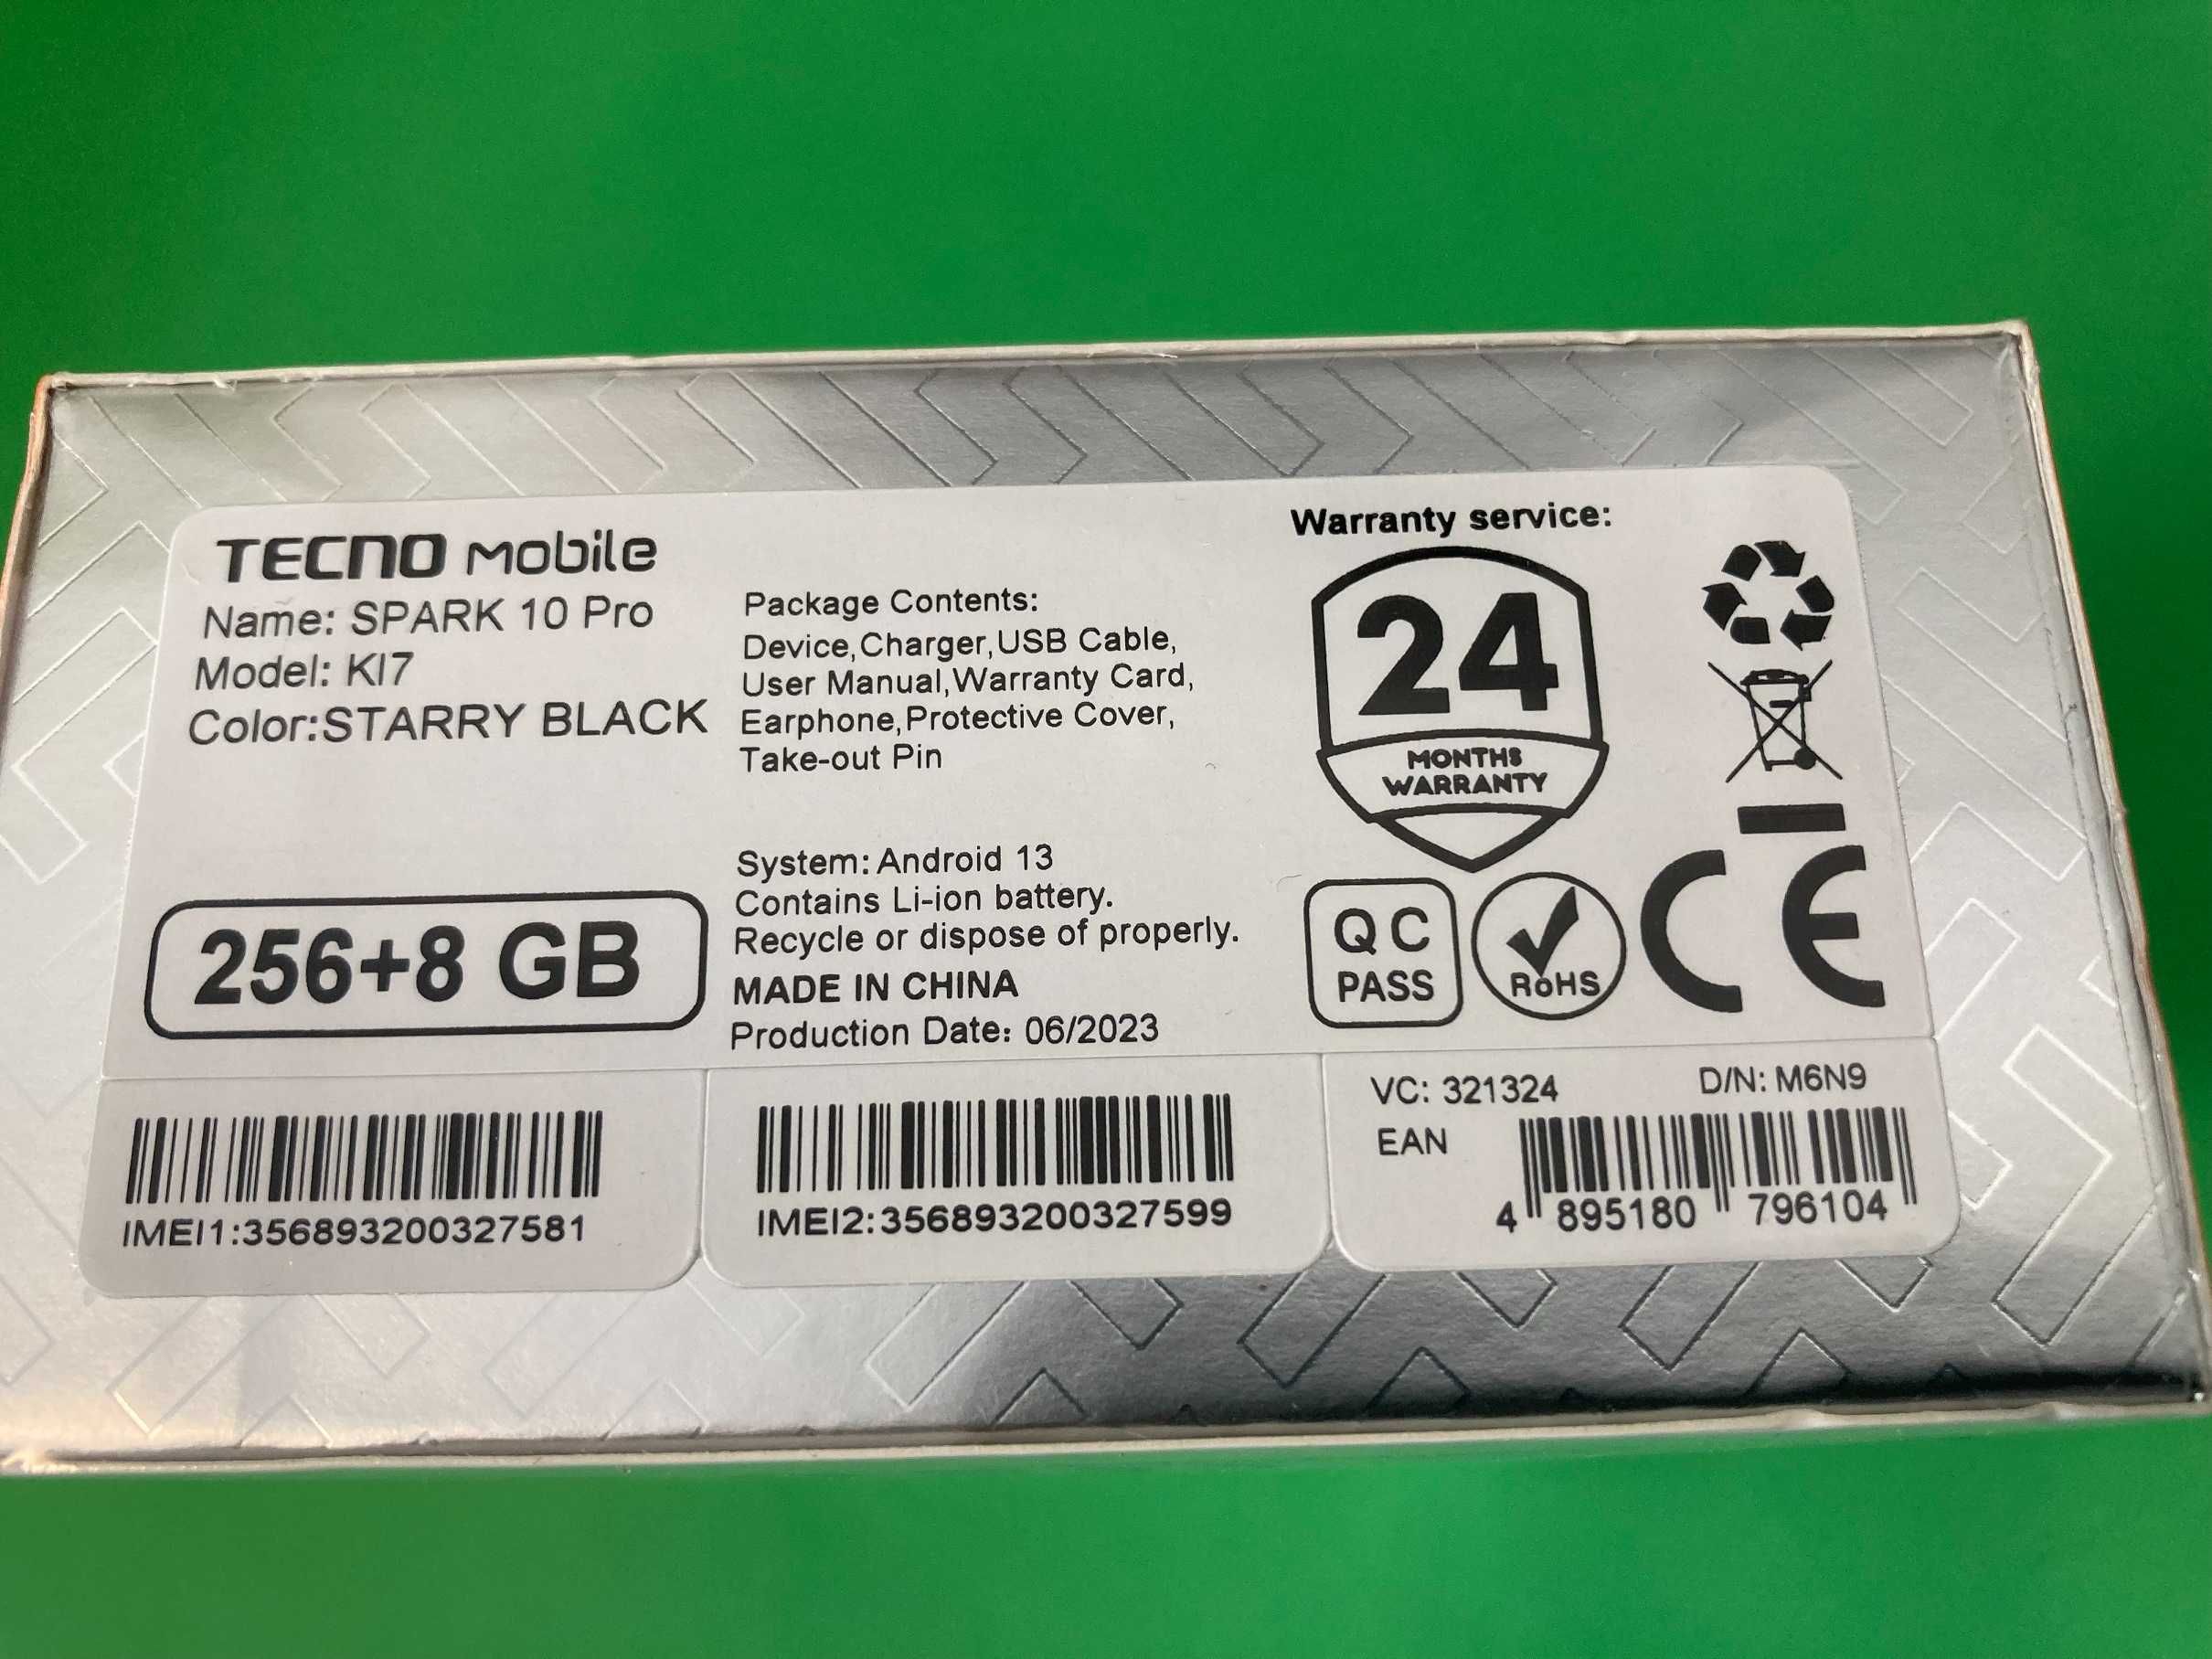 TECNO mobile
Name: SPARK 10 Pro
Model: KI7
Color:STARRY BLACK
256+8 GB
Package Contents:
Device,Charger,USB Cable,
User Manual,Warranty Card,
Earphone,Protective Cover,
Take-out Pin
System: Android 13
Contains Li-ion battery.
Recycle or dispose of properly.
MADE IN CHINA
Production Date: 06/2023
Warranty service:
24
MONTHS
WARRANTY
QC
PASS
RoHS
CE
IMEI1:356893200327581
IMEI2:356893200327599
VC: 321324 D/N: M6N9
EAN
4 895180 796104